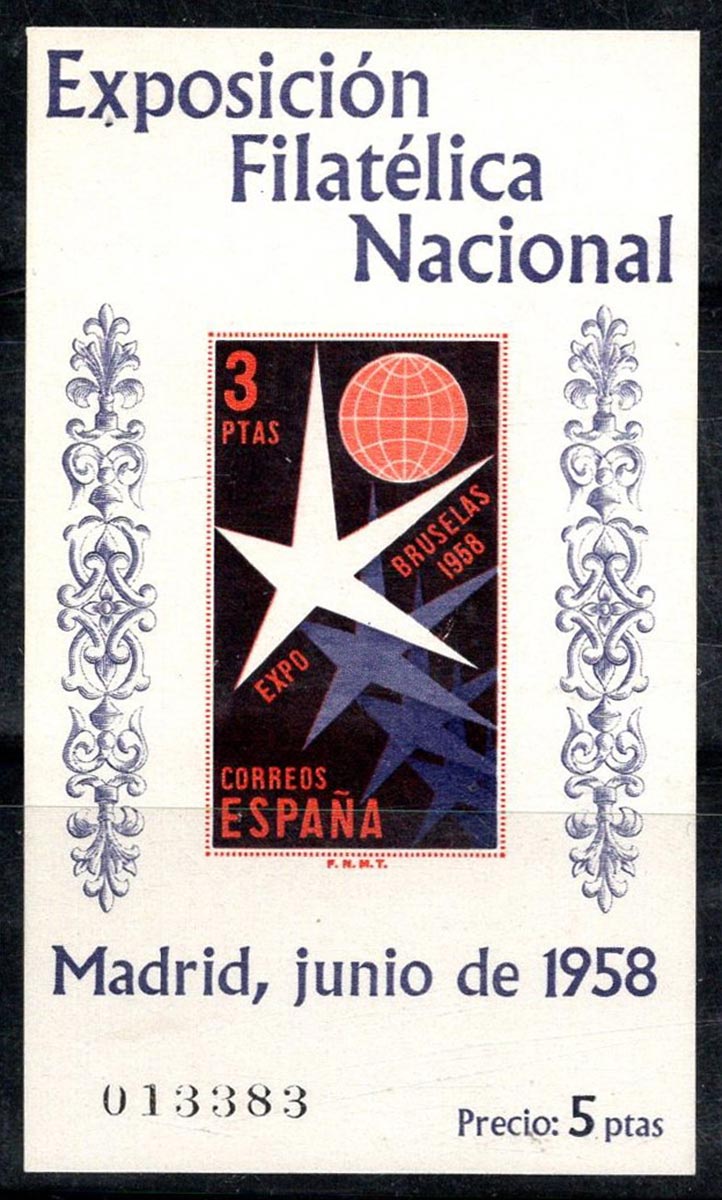 Exposición
Filatélica
Nacional
3
PTAS
BRUSELAS
1958
EXPO
CORREOS
ESPAÑA
F.N.M.T.
Madrid, junio de 1958
013383
Precio: 5 ptas